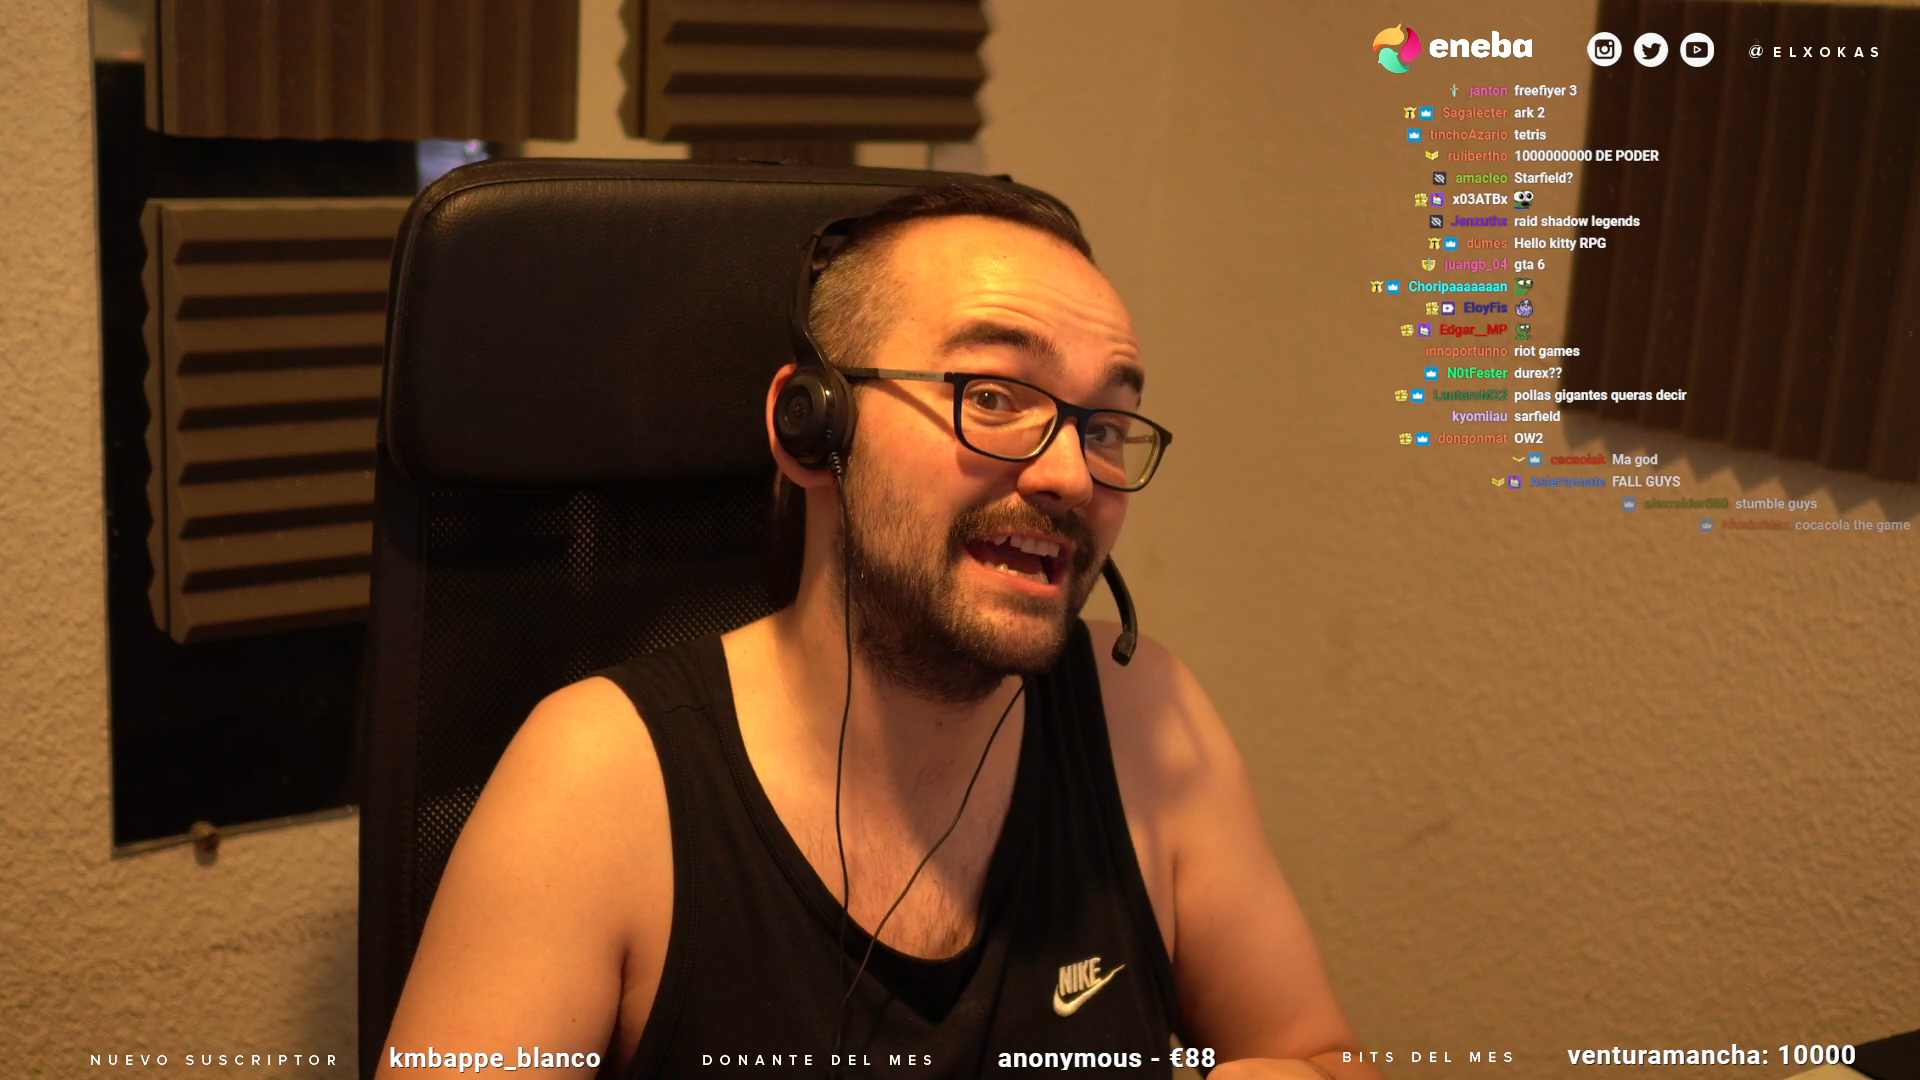 eneba
@ELXOKAS
janton freefiyer 3
Sagalecter ark 2
tinchoAzario tetris
rulibertho 1000000000 DE PODER
amacleo Starfield?
x03ATBx
Jenzuthx raid shadow legends
dumes Hello kitty RPG
juangb_04 gta 6
Choripaaaaaaan
EloyFis
Edgar__MP
innoportunno riot games
N0tFester durex??
LautaroM22 pollas gigantes queras decir
kyomiiau sarfield
dongonmat OW2
Ma god
FALL GUYS
stumble guys
cocacola the game
NIKE
NUEVO SUSCRIPTOR kmbappe_blanco
DONANTE DEL MES anonymous - €88
BITS DEL MES venturamancha: 10000